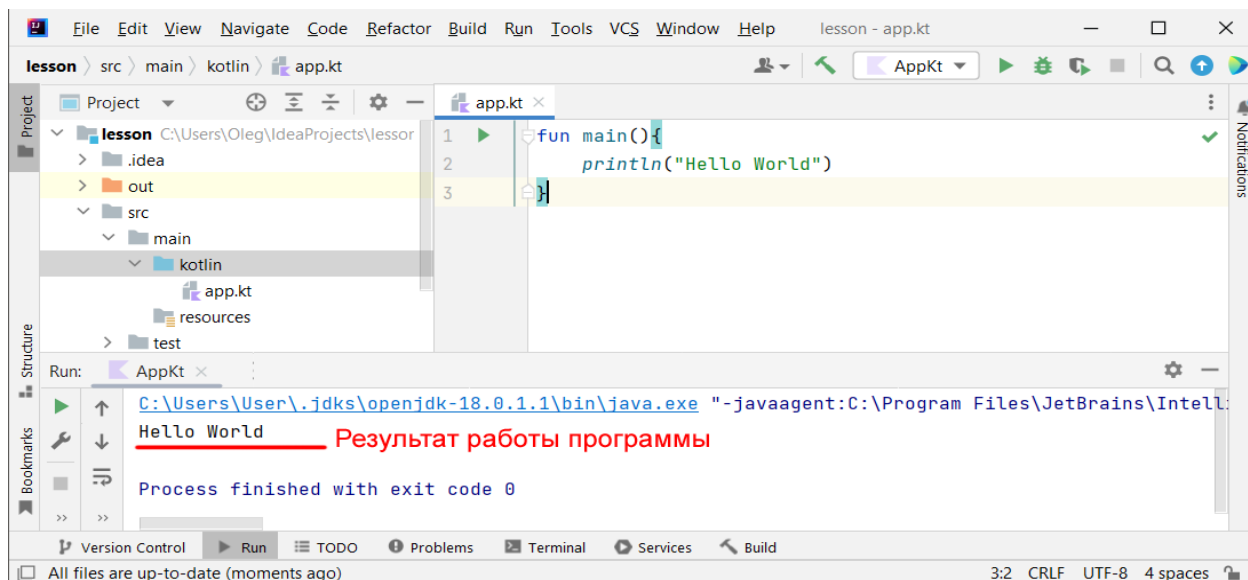 File Edit View Navigate Code Refactor Build Run Tools VCS Window Help lesson - app.kt
lesson 〉 src 〉 main 〉 kotlin 〉 app.kt AppKt
Project app.kt
Project
lesson C:\Users\Oleg\IdeaProjects\lessor
.idea
out
src
main
kotlin
app.kt
resources
test
1 fun main(){
2 println("Hello World")
3 }
Notifications
Structure
Bookmarks
Run: AppKt
C:\Users\User\.jdks\openjdk-18.0.1.1\bin\java.exe "-javaagent:C:\Program Files\JetBrains\Intell
Hello World
Результат работы программы
Process finished with exit code 0
>> >>
Version Control Run TODO Problems Terminal Services Build
All files are up-to-date (moments ago) 3:2 CRLF UTF-8 4 spaces